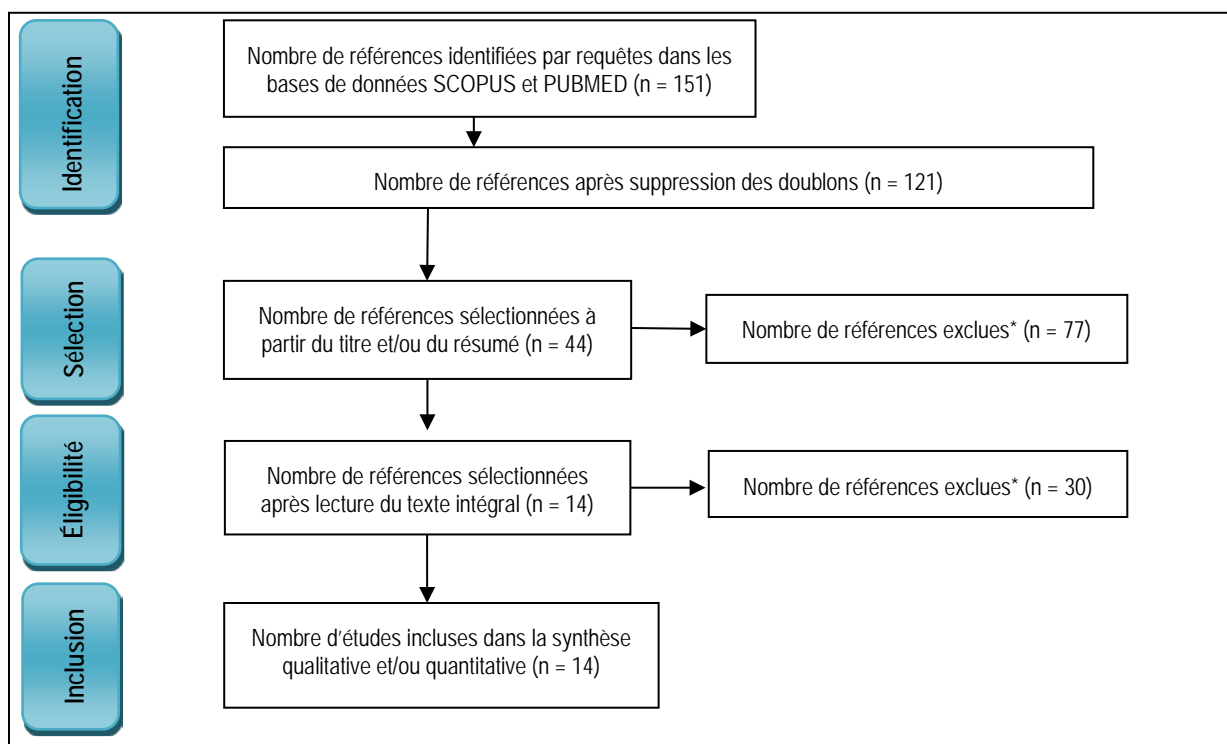 Identification
Nombre de références identifiées par requêtes dans les
bases de données SCOPUS et PUBMED (n = 151)
Nombre de références après suppression des doublons (n = 121)
Sélection
Nombre de références sélectionnées à
partir du titre et/ou du résumé (n = 44)
Nombre de références exclues* (n = 77)
Éligibilité
Nombre de références sélectionnées
après lecture du texte intégral (n = 14)
Nombre de références exclues* (n = 30)
Inclusion
Nombre d'études incluses dans la synthèse
qualitative et/ou quantitative (n = 14)